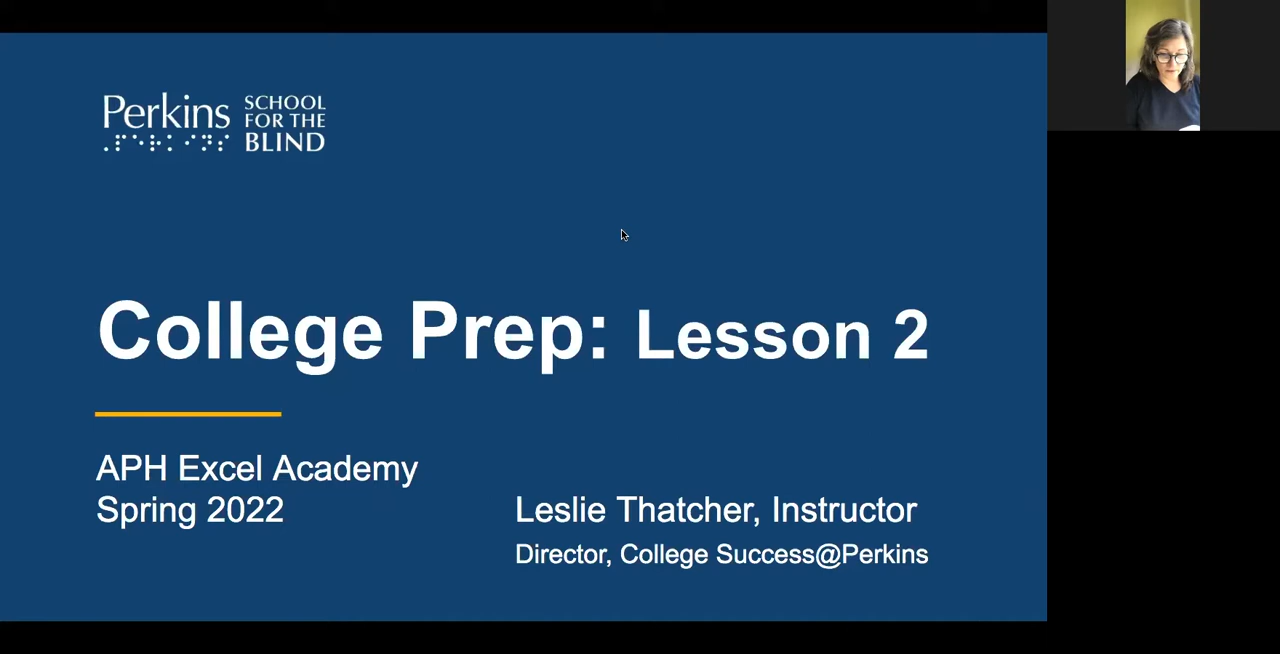 Perkins SCHOOL
FOR THE
BLIND
⠠⠏⠑⠗⠅⠊⠝⠎
College Prep: Lesson 2
APH Excel Academy
Spring 2022
Leslie Thatcher, Instructor
Director, College Success@Perkins